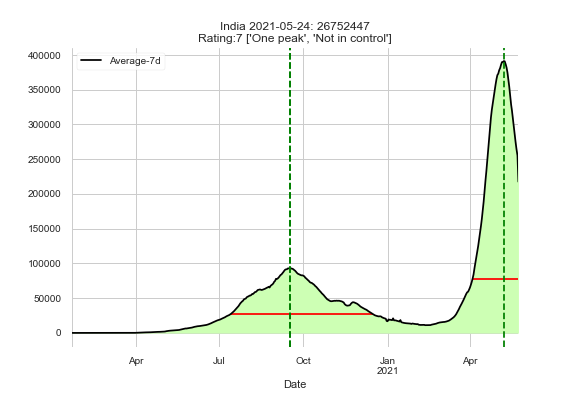 India 2021-05-24: 26752447
Rating:7 ['One peak', 'Not in control']
Average-7d
400000
350000
300000
250000
200000
150000
100000
50000
0
Apr
Jul
Oct
Jan
2021
Apr
Date